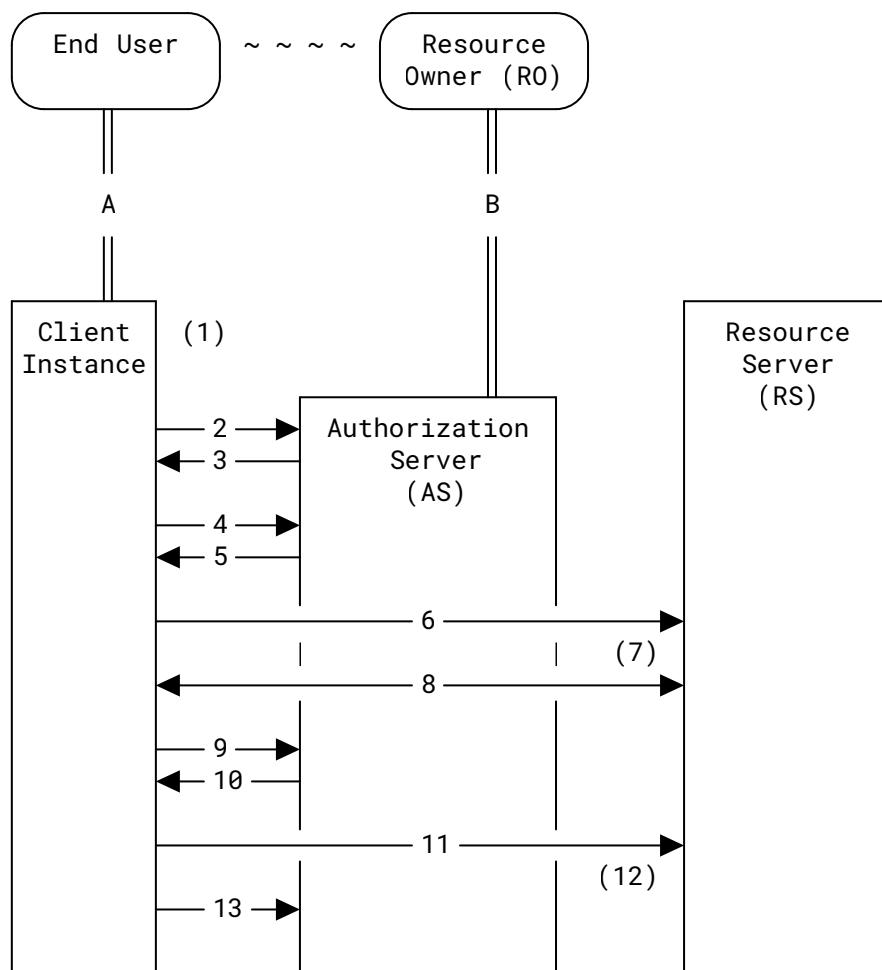 End User ~ ~ ~ ~ Resource
Owner (RO)
A B
Client (1) Resource
Instance Server
(RS)
2 Authorization
3 Server
(AS)
4
5
6
(7)
8
9
10
11
(12)
13